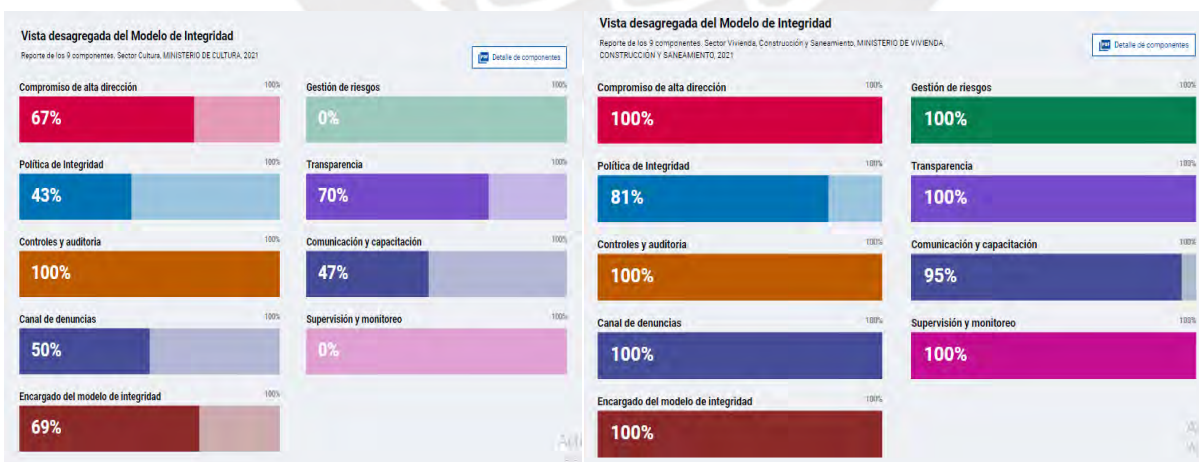 Vista desagregada del Modelo de Integridad
Reporte de los 9 componentes. Sector Cultura, MINISTERIO DE CULTURA, 2021
Detalle de componentes
Compromiso de alta dirección 100%
67%
Gestión de riesgos 100%
0%
Política de Integridad 100%
43%
Transparencia 100%
70%
Controles y auditoria 100%
100%
Comunicación y capacitación 100%
47%
Canal de denuncias 100%
50%
Supervisión y monitoreo 100%
0%
Encargado del modelo de integridad 100%
69%
Vista desagregada del Modelo de Integridad
Reporte de los 9 componentes. Sector Vivienda, Construcción y Saneamiento, MINISTERIO DE VIVIENDA,
CONSTRUCCIÓN Y SANEAMIENTO, 2021
Detalle de componentes
Compromiso de alta dirección 100%
100%
Gestión de riesgos 100%
100%
Política de Integridad 100%
81%
Transparencia 100%
100%
Controles y auditoria 100%
100%
Comunicación y capacitación 100%
95%
Canal de denuncias 100%
100%
Supervisión y monitoreo 100%
100%
Encargado del modelo de integridad 100%
100%